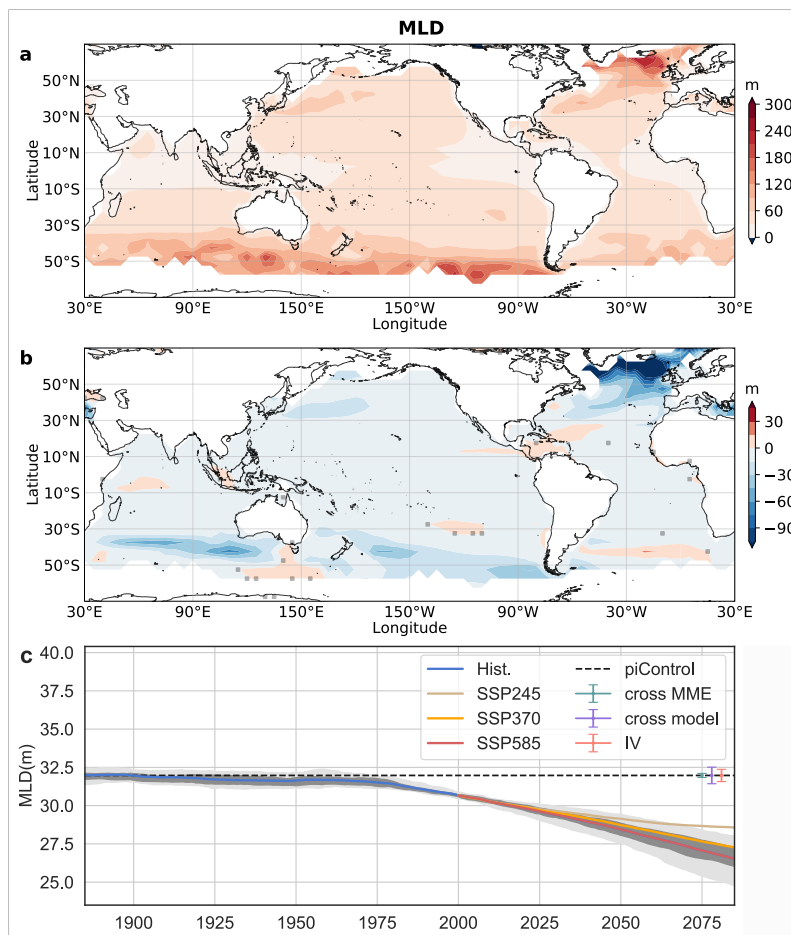 MLD
a
50°N
30°N
10°N
10°S
30°S
50°S
Latitude
30°E 90°E 150°E 150°W 90°W 30°W 30°E
Longitude
m
300
240
180
120
60
0
b
50°N
30°N
10°N
10°S
30°S
50°S
Latitude
30°E 90°E 150°E 150°W 90°W 30°W 30°E
Longitude
m
30
0
−30
−60
−90
c
40.0
37.5
35.0
32.5
30.0
27.5
25.0
MLD(m)
Hist.
SSP245
SSP370
SSP585
piControl
cross MME
cross model
IV
1900 1925 1950 1975 2000 2025 2050 2075